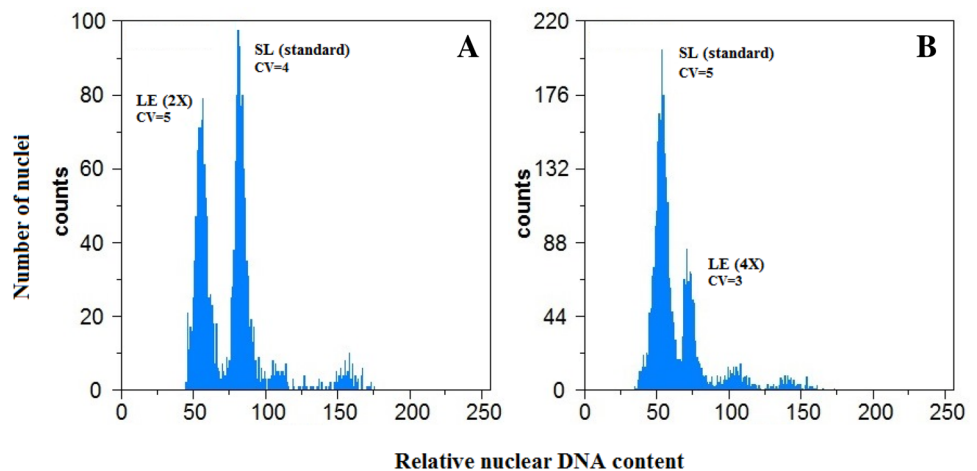 A
SL (standard)
CV=4
LE (2X)
CV=5
100
80
60
40
20
0
0
50
100
150
200
250
counts
Number of nuclei
B
SL (standard)
CV=5
LE (4X)
CV=3
220
176
132
88
44
0
0
50
100
150
200
250
counts
Relative nuclear DNA content